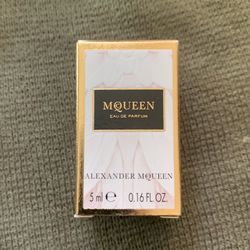 MQUEEN
EAU DE PARFUM
ALEXANDER MQUEEN
5 ml ℮ 0.16 FL OZ